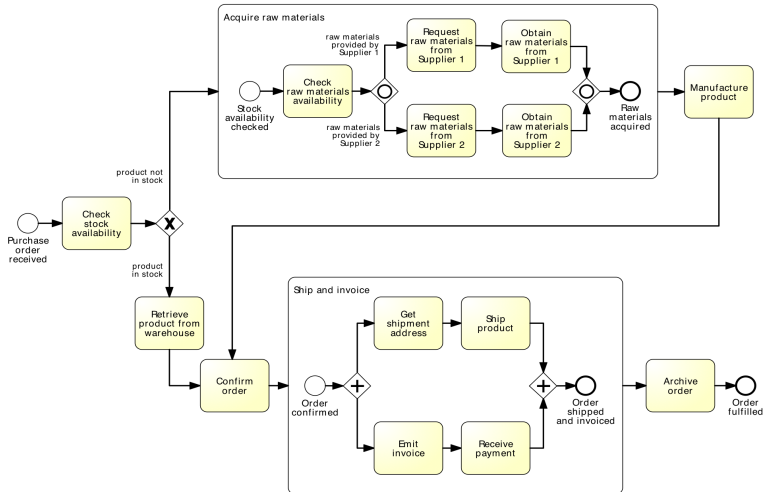 Acquire raw materials
raw materials
provided by
Supplier 1
Request
raw materials
from
Supplier 1
Obtain
raw materials
from
Supplier 1
Check
raw materials
availability
Stock
availability
checked
raw materials
provided by
Supplier 2
Request
raw materials
from
Supplier 2
Obtain
raw materials
from
Supplier 2
Raw
materials
acquired
Manufacture
product
product not
in stock
Purchase
order
received
Check
stock
availability
X
product
in stock
Retrieve
product from
warehouse
Confirm
order
Ship and invoice
Order
confirmed
Get
shipment
address
Ship
product
Emit
invoice
Receive
payment
Order
shipped
and invoiced
Archive
order
Order
fulfilled